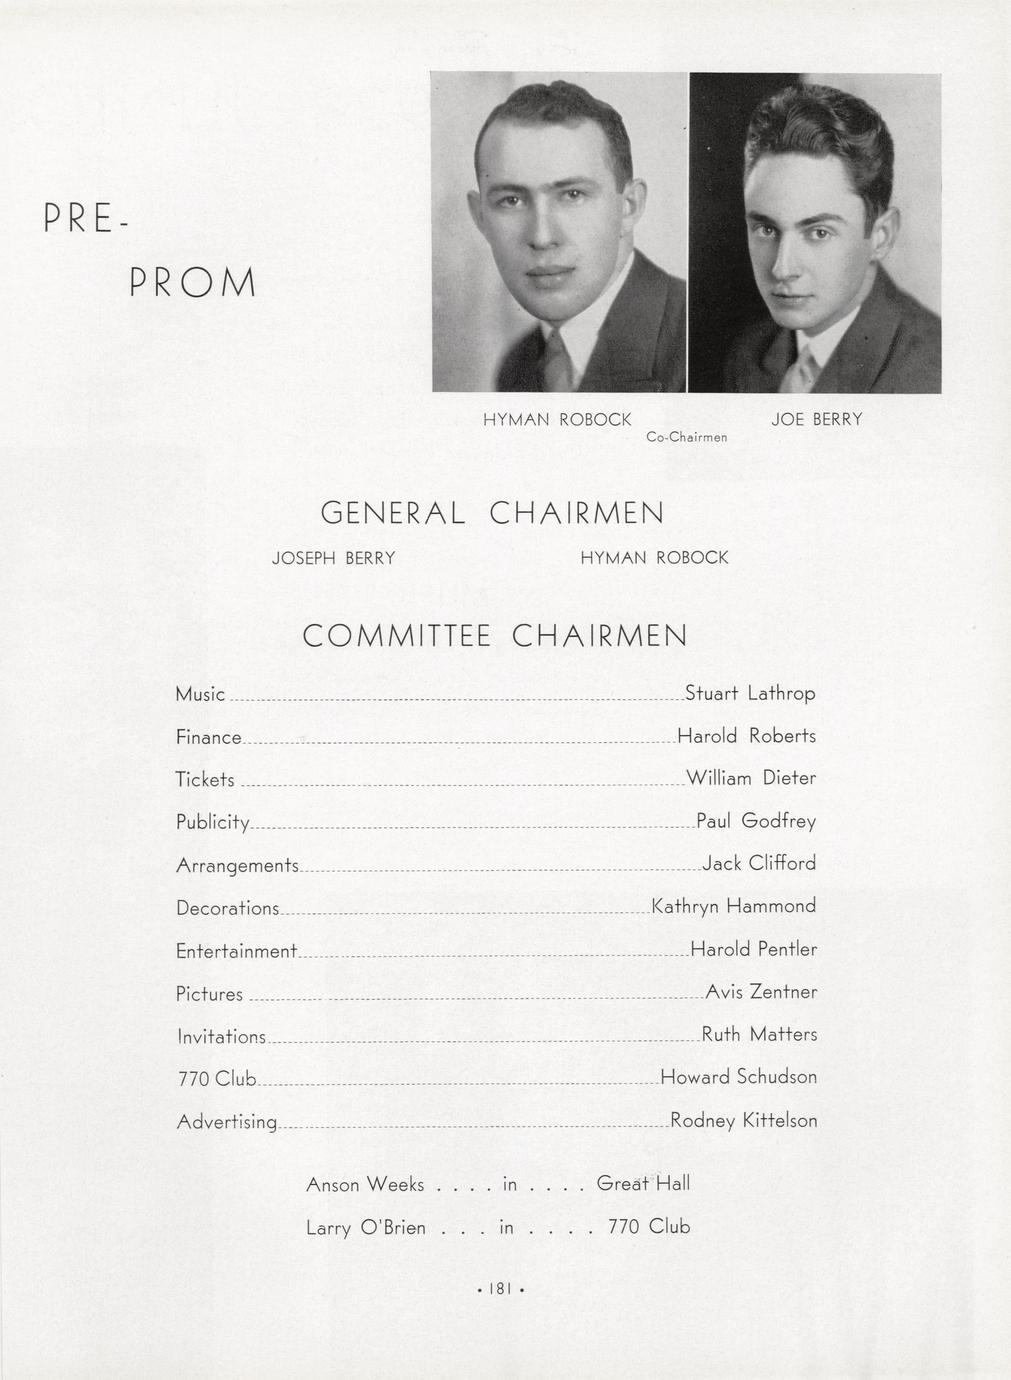 PRE-
PROM
HYMAN ROBOCK JOE BERRY
Co-Chairmen
GENERAL CHAIRMEN
JOSEPH BERRY HYMAN ROBOCK
COMMITTEE CHAIRMEN
Music Stuart Lathrop
Finance Harold Roberts
Tickets William Dieter
Publicity Paul Godfrey
Arrangements Jack Clifford
Decorations Kathryn Hammond
Entertainment Harold Pentler
Pictures Avis Zentner
Invitations Ruth Matters
770 Club Howard Schudson
Advertising Rodney Kittelson
Anson Weeks . . . . in . . . . Great Hall
Larry O'Brien . . . in . . . . 770 Club
• 181 •